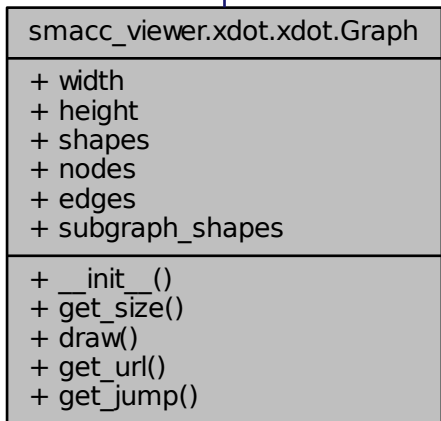 smacc_viewer.xdot.xdot.Graph
+ width
+ height
+ shapes
+ nodes
+ edges
+ subgraph_shapes
+ __init__()
+ get_size()
+ draw()
+ get_url()
+ get_jump()